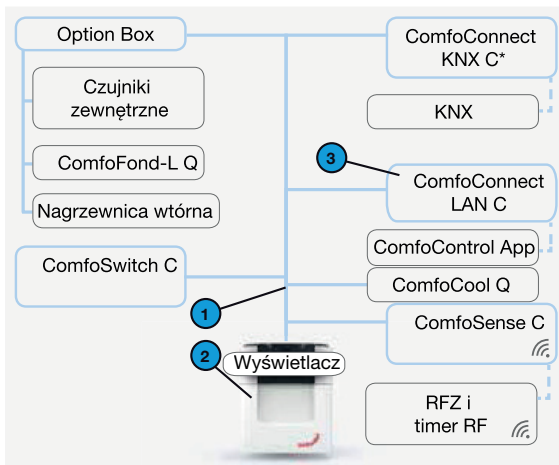 Option Box
Czujniki
zewnętrzne
ComfoFond-L Q
Nagrzewnica wtórna
ComfoSwitch C
ComfoConnect
KNX C*
KNX
3
ComfoConnect
LAN C
ComfoControl App
ComfoCool Q
1
ComfoSense C
2
Wyświetlacz
RFZ i
timer RF